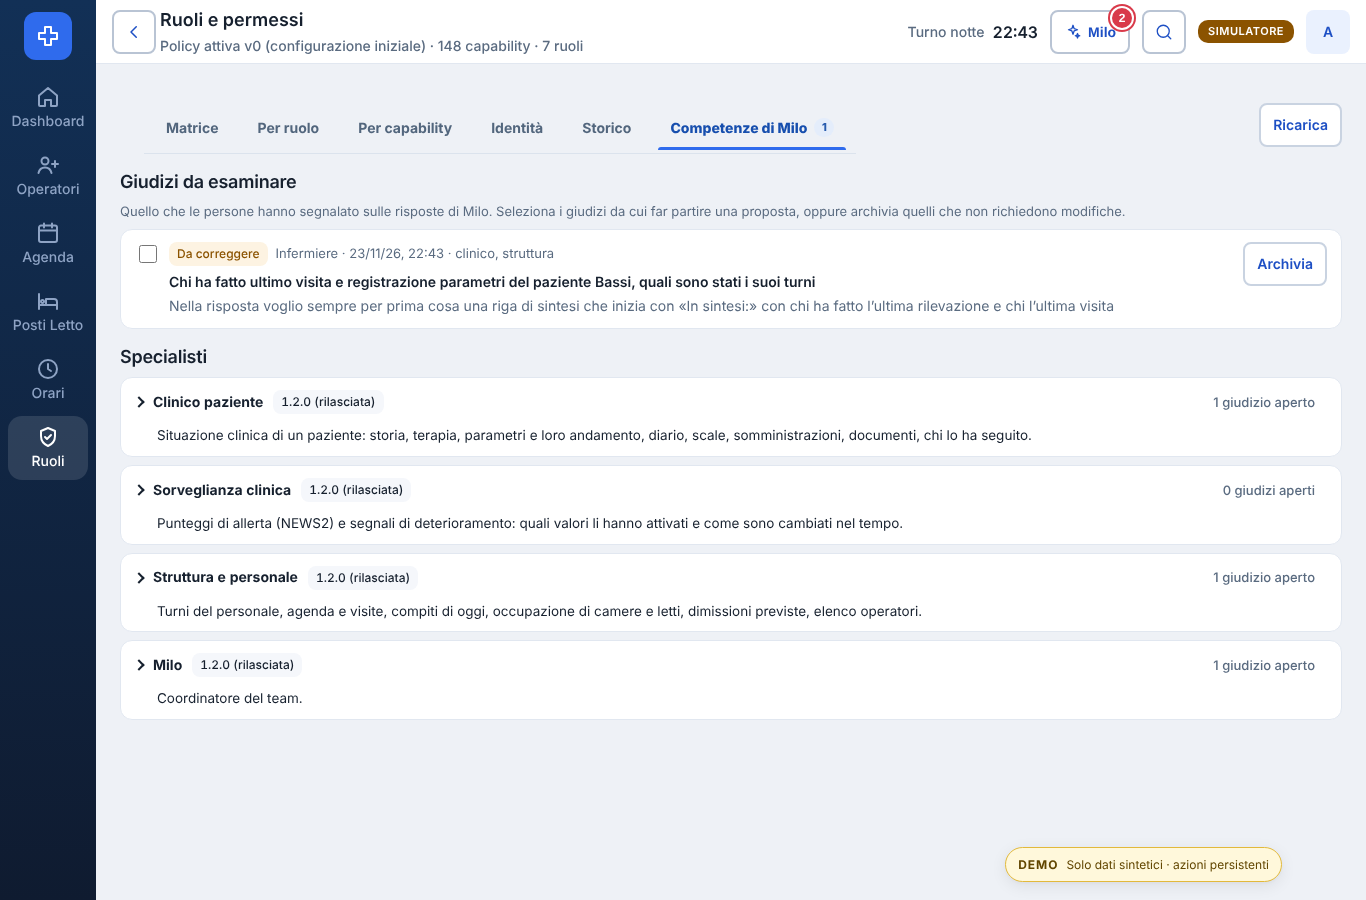 Ruoli e permessi
Policy attiva v0 (configurazione iniziale) · 148 capability · 7 ruoli
Turno notte 22:43
Milo
2
SIMULATORE
A
Dashboard
Operatori
Agenda
Posti Letto
Orari
Ruoli
Matrice
Per ruolo
Per capability
Identità
Storico
Competenze di Milo 1
Ricarica
Giudizi da esaminare
Quello che le persone hanno segnalato sulle risposte di Milo. Seleziona i giudizi da cui far partire una proposta, oppure archivia quelli che non richiedono modifiche.
Da correggere Infermiere · 23/11/26, 22:43 · clinico, struttura
Archivia
Chi ha fatto ultimo visita e registrazione parametri del paziente Bassi, quali sono stati i suoi turni
Nella risposta voglio sempre per prima cosa una riga di sintesi che inizia con «In sintesi:» con chi ha fatto l’ultima rilevazione e chi l’ultima visita
Specialisti
Clinico paziente 1.2.0 (rilasciata) 1 giudizio aperto
Situazione clinica di un paziente: storia, terapia, parametri e loro andamento, diario, scale, somministrazioni, documenti, chi lo ha seguito.
Sorveglianza clinica 1.2.0 (rilasciata) 0 giudizi aperti
Punteggi di allerta (NEWS2) e segnali di deterioramento: quali valori li hanno attivati e come sono cambiati nel tempo.
Struttura e personale 1.2.0 (rilasciata) 1 giudizio aperto
Turni del personale, agenda e visite, compiti di oggi, occupazione di camere e letti, dimissioni previste, elenco operatori.
Milo 1.2.0 (rilasciata) 1 giudizio aperto
Coordinatore del team.
DEMO Solo dati sintetici · azioni persistenti